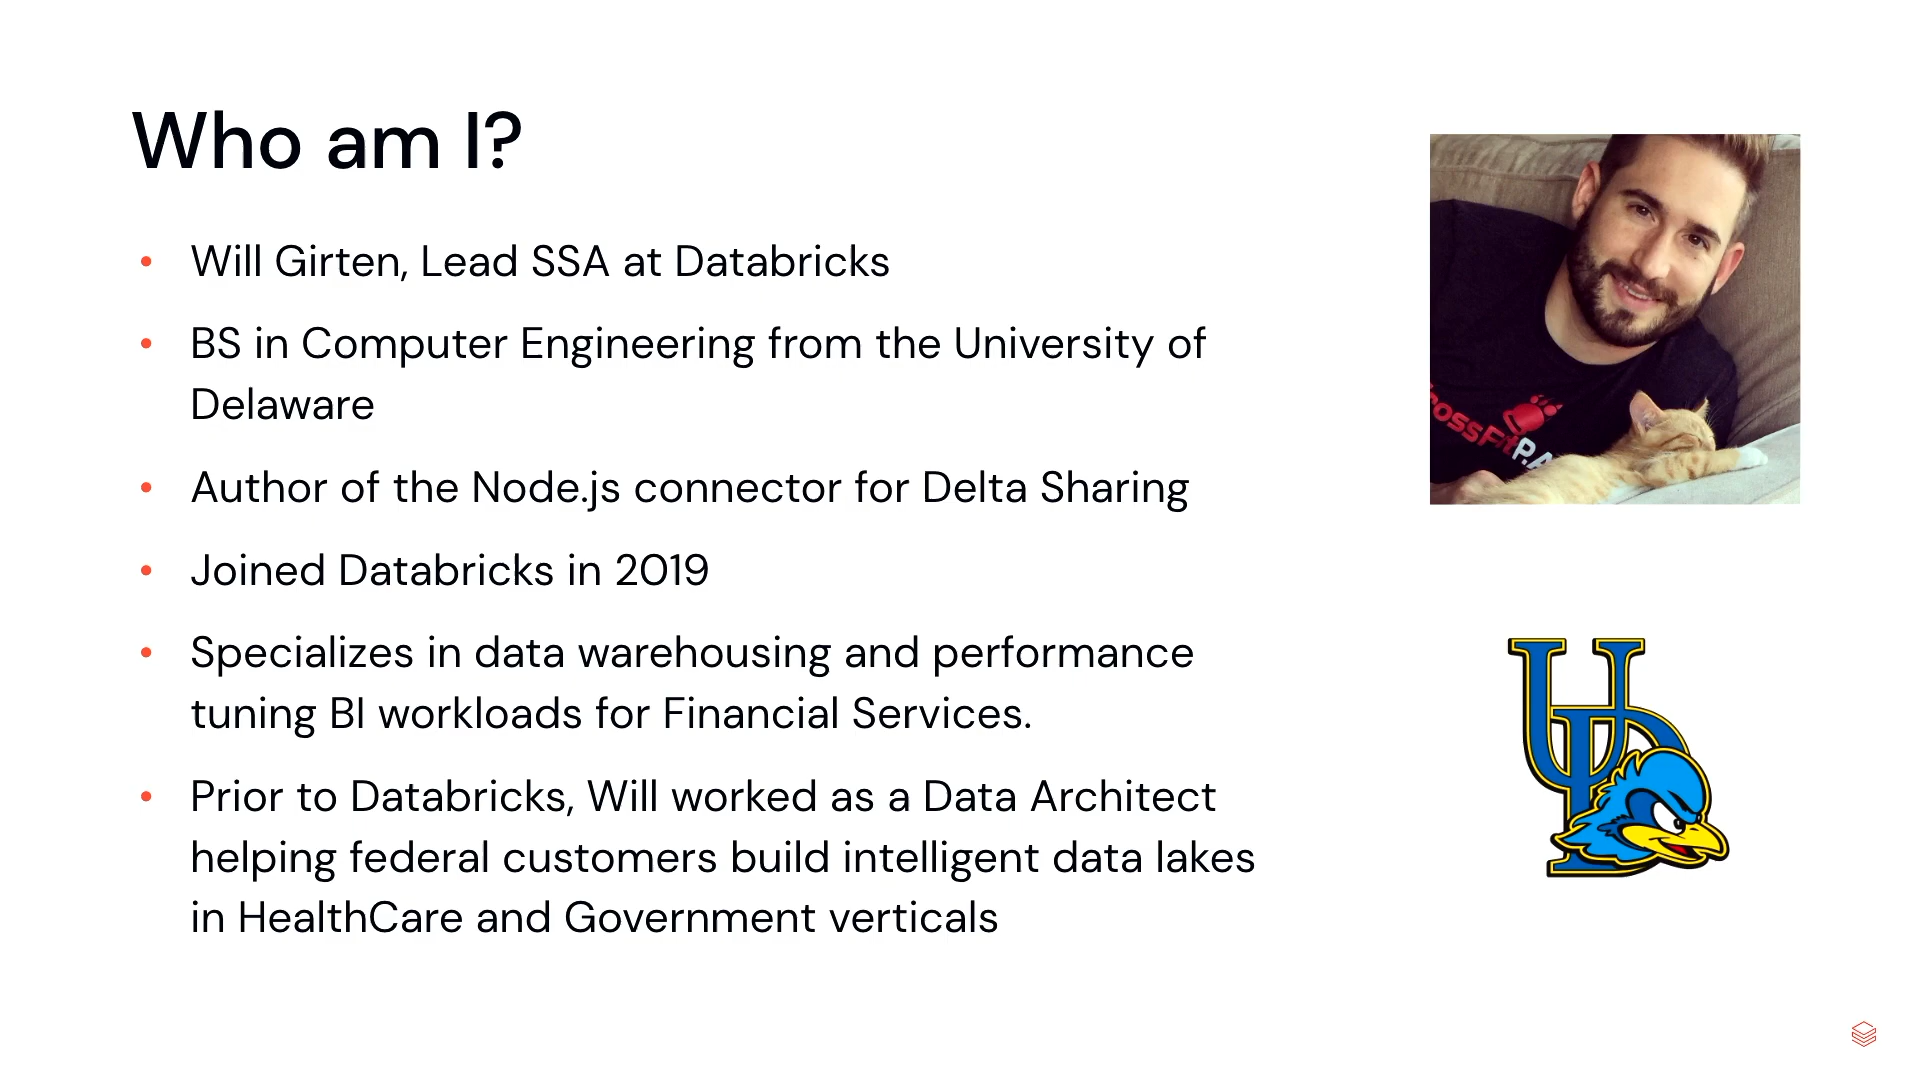 Who am I?
• Will Girten, Lead SSA at Databricks
• BS in Computer Engineering from the University of
Delaware
• Author of the Node.js connector for Delta Sharing
• Joined Databricks in 2019
• Specializes in data warehousing and performance
tuning BI workloads for Financial Services.
• Prior to Databricks, Will worked as a Data Architect
helping federal customers build intelligent data lakes
in HealthCare and Government verticals
rossFit
P.A
UD